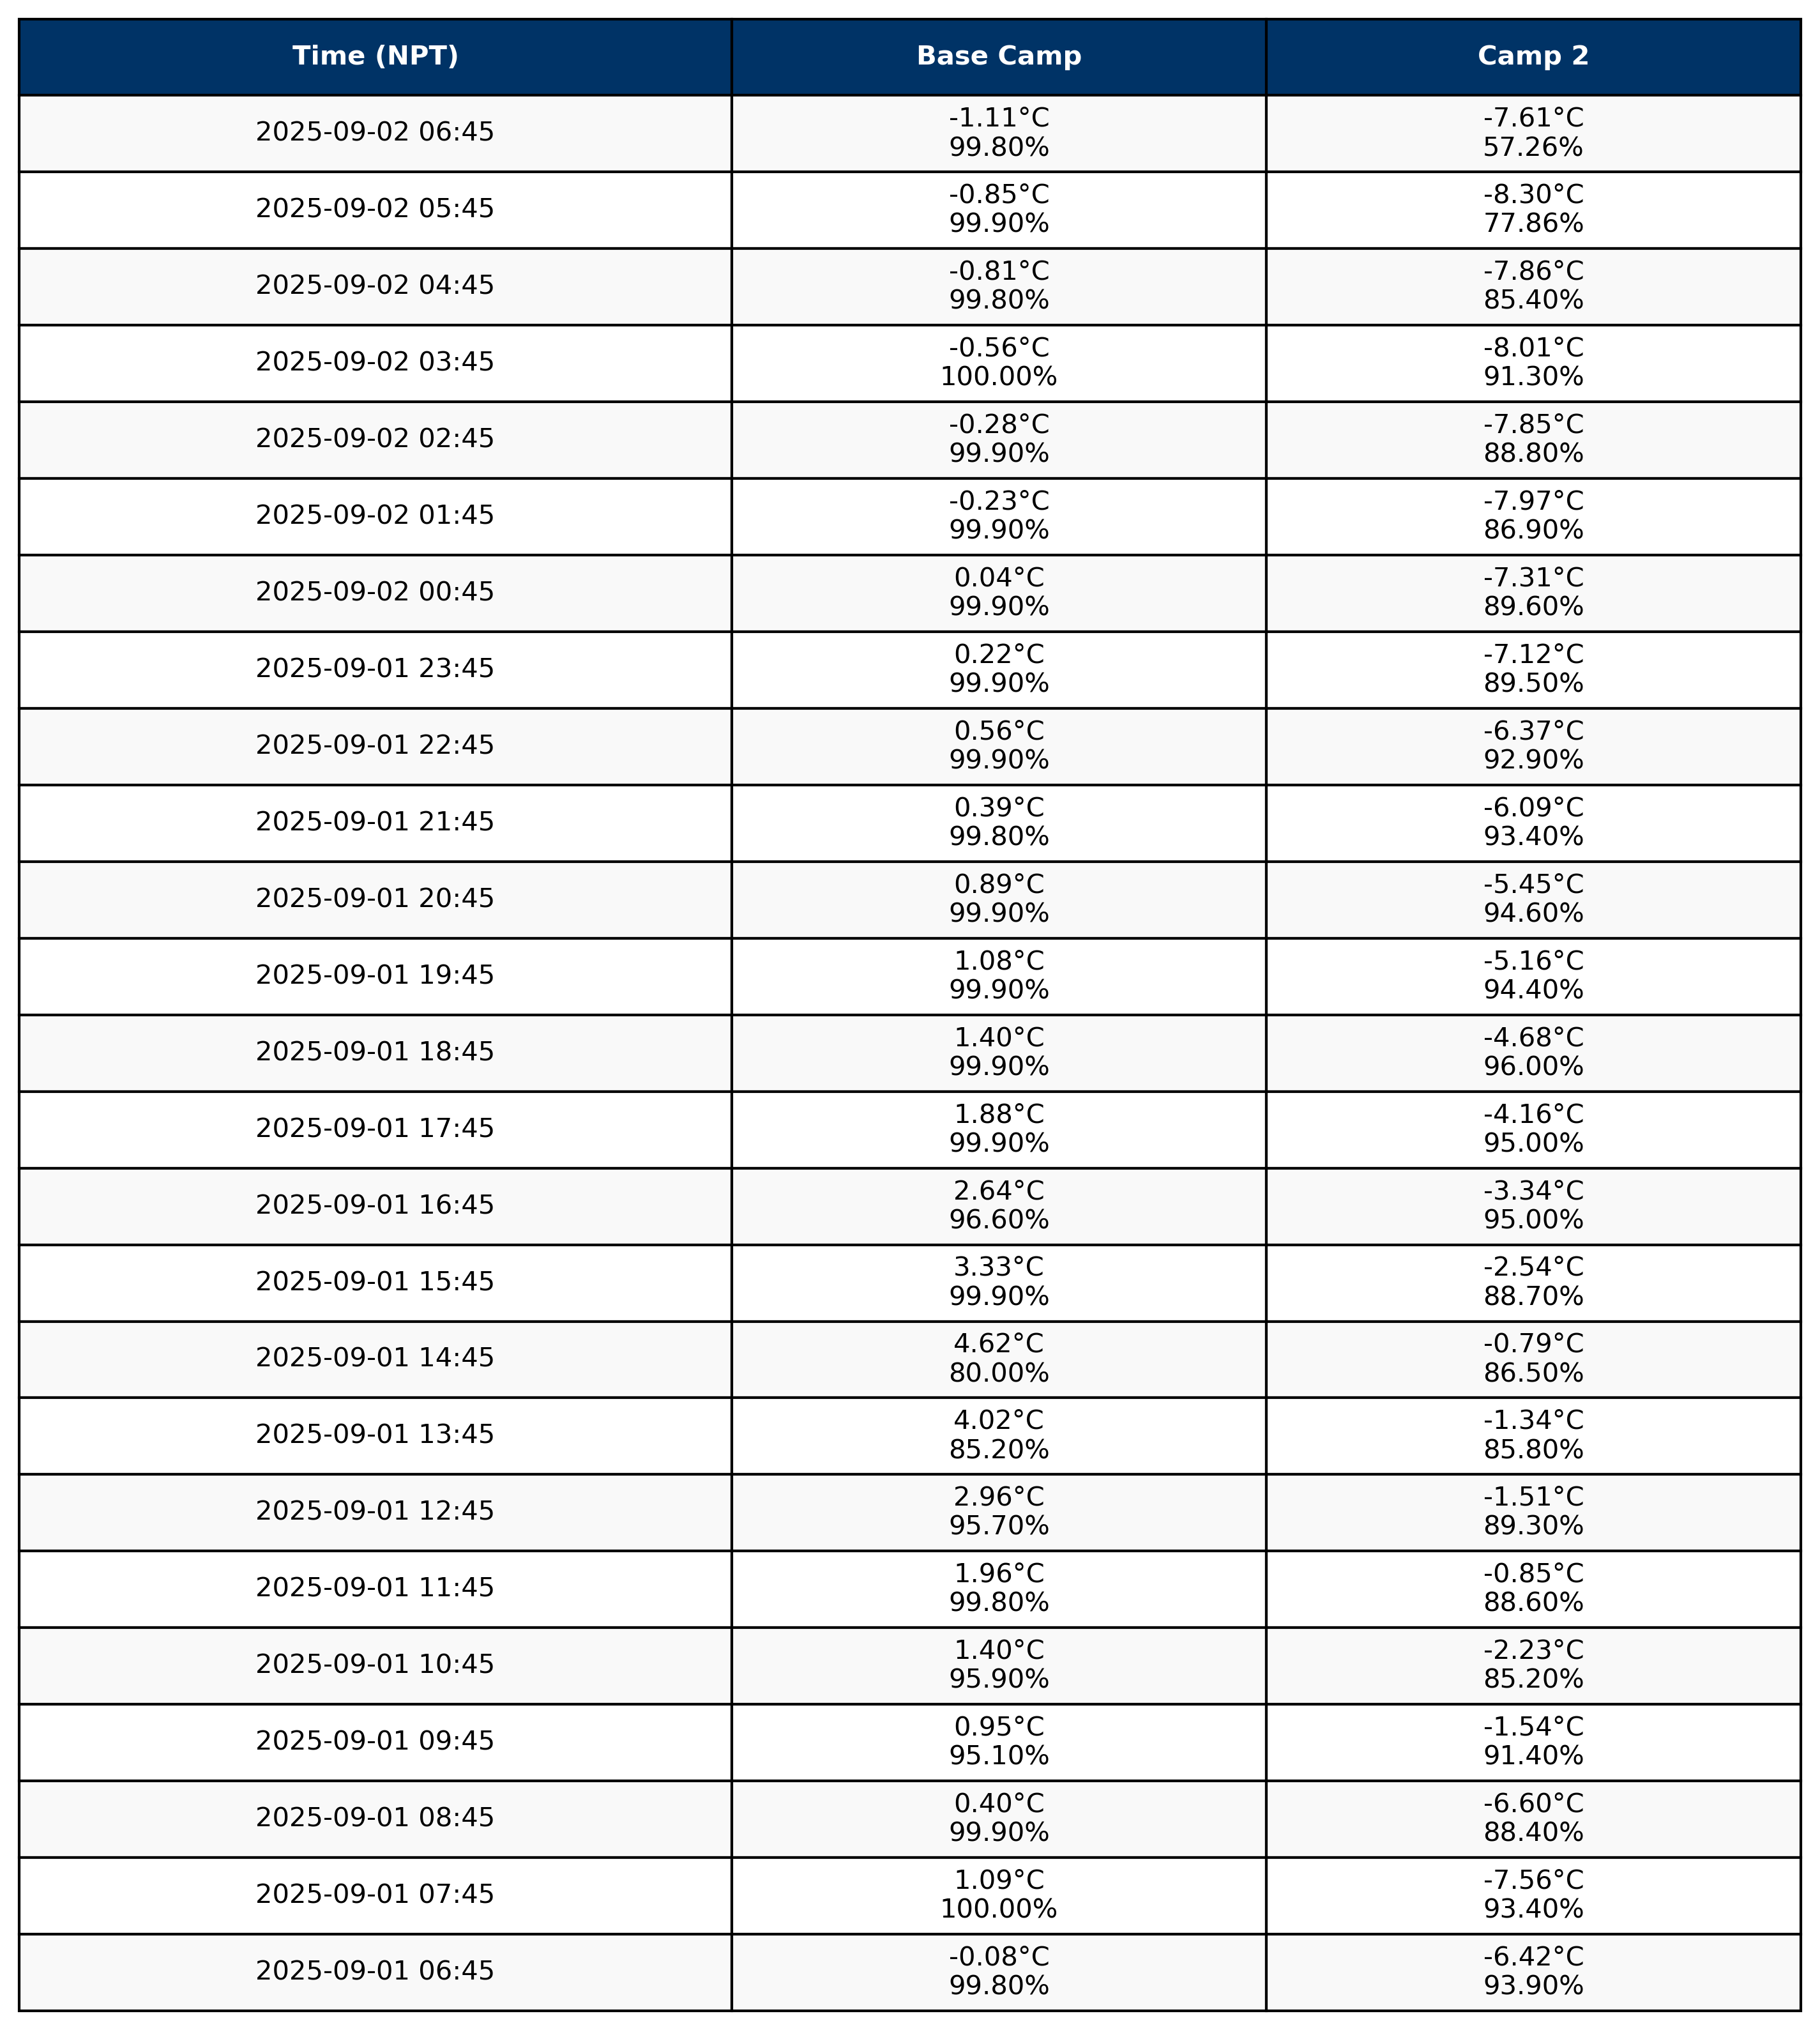 Time (NPT) Base Camp Camp 2
2025-09-02 06:45
-1.11°C
99.80%
-7.61°C
57.26%
2025-09-02 05:45
-0.85°C
99.90%
-8.30°C
77.86%
2025-09-02 04:45
-0.81°C
99.80%
-7.86°C
85.40%
2025-09-02 03:45
-0.56°C
100.00%
-8.01°C
91.30%
2025-09-02 02:45
-0.28°C
99.90%
-7.85°C
88.80%
2025-09-02 01:45
-0.23°C
99.90%
-7.97°C
86.90%
2025-09-02 00:45
0.04°C
99.90%
-7.31°C
89.60%
2025-09-01 23:45
0.22°C
99.90%
-7.12°C
89.50%
2025-09-01 22:45
0.56°C
99.90%
-6.37°C
92.90%
2025-09-01 21:45
0.39°C
99.80%
-6.09°C
93.40%
2025-09-01 20:45
0.89°C
99.90%
-5.45°C
94.60%
2025-09-01 19:45
1.08°C
99.90%
-5.16°C
94.40%
2025-09-01 18:45
1.40°C
99.90%
-4.68°C
96.00%
2025-09-01 17:45
1.88°C
99.90%
-4.16°C
95.00%
2025-09-01 16:45
2.64°C
96.60%
-3.34°C
95.00%
2025-09-01 15:45
3.33°C
99.90%
-2.54°C
88.70%
2025-09-01 14:45
4.62°C
80.00%
-0.79°C
86.50%
2025-09-01 13:45
4.02°C
85.20%
-1.34°C
85.80%
2025-09-01 12:45
2.96°C
95.70%
-1.51°C
89.30%
2025-09-01 11:45
1.96°C
99.80%
-0.85°C
88.60%
2025-09-01 10:45
1.40°C
95.90%
-2.23°C
85.20%
2025-09-01 09:45
0.95°C
95.10%
-1.54°C
91.40%
2025-09-01 08:45
0.40°C
99.90%
-6.60°C
88.40%
2025-09-01 07:45
1.09°C
100.00%
-7.56°C
93.40%
2025-09-01 06:45
-0.08°C
99.80%
-6.42°C
93.90%